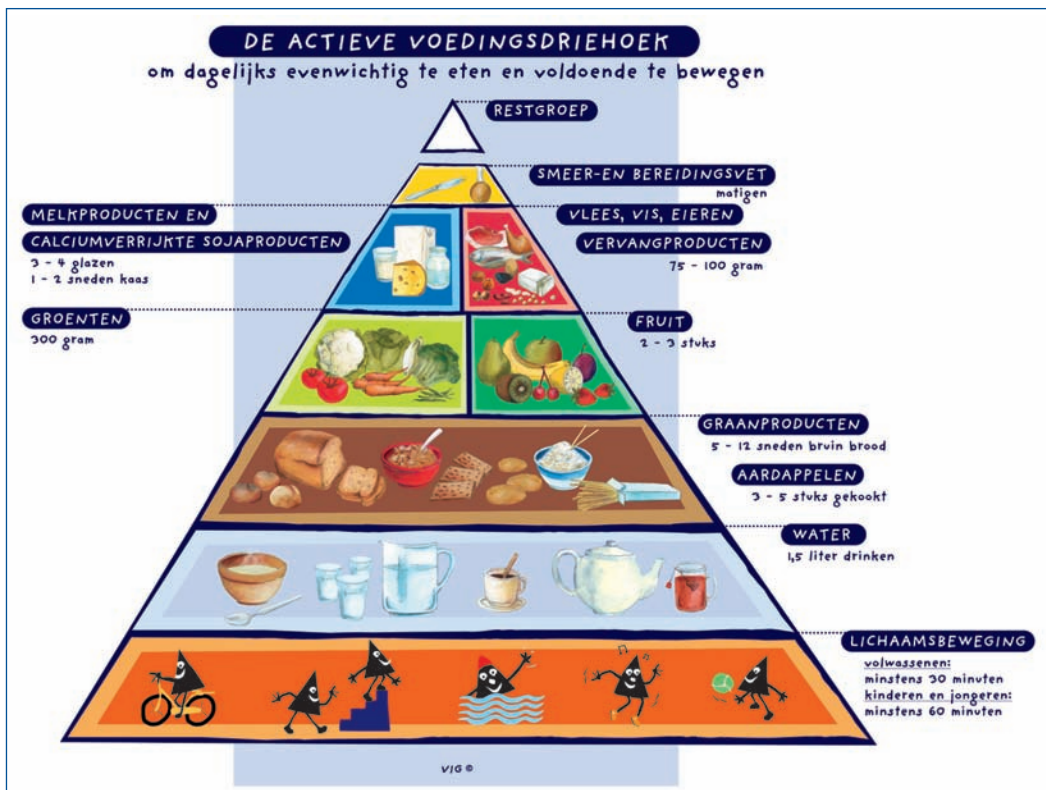 DE ACTIEVE VOEDINGSDRIEHOEK
om dagelijks evenwichtig te eten en voldoende te bewegen
RESTGROEP
SMEER-EN BEREIDINGSVET
matigen
MELKPRODUCTEN EN
CALCIUMVERRIJKTE SOJAPRODUCTEN
3 - 4 glazen
1 - 2 sneden kaas
VLEES, VIS, EIEREN
VERVANGPRODUCTEN
75 - 100 gram
GROENTEN
300 gram
FRUIT
2 - 3 stuks
GRAANPRODUCTEN
5 - 12 sneden bruin brood
AARDAPPELEN
3 - 5 stuks gekookt
WATER
1,5 liter drinken
LICHAAMSBEWEGING
volwassenen:
minstens 30 minuten
kinderen en jongeren:
minstens 60 minuten
VIG ©